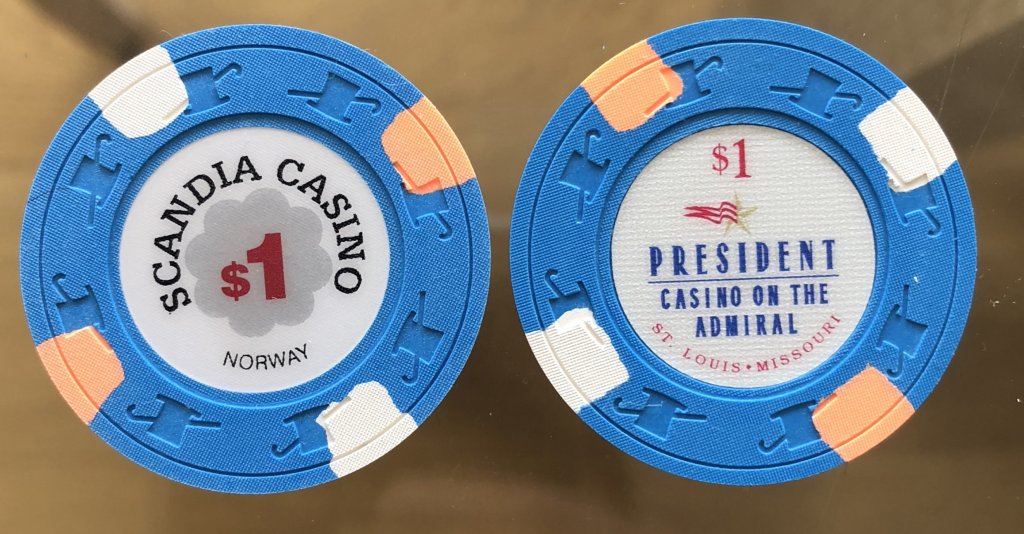 SCANDIA CASINO
$1
NORWAY
$1
PRESIDENT
CASINO ON THE
ADMIRAL
ST. LOUIS • MISSOURI